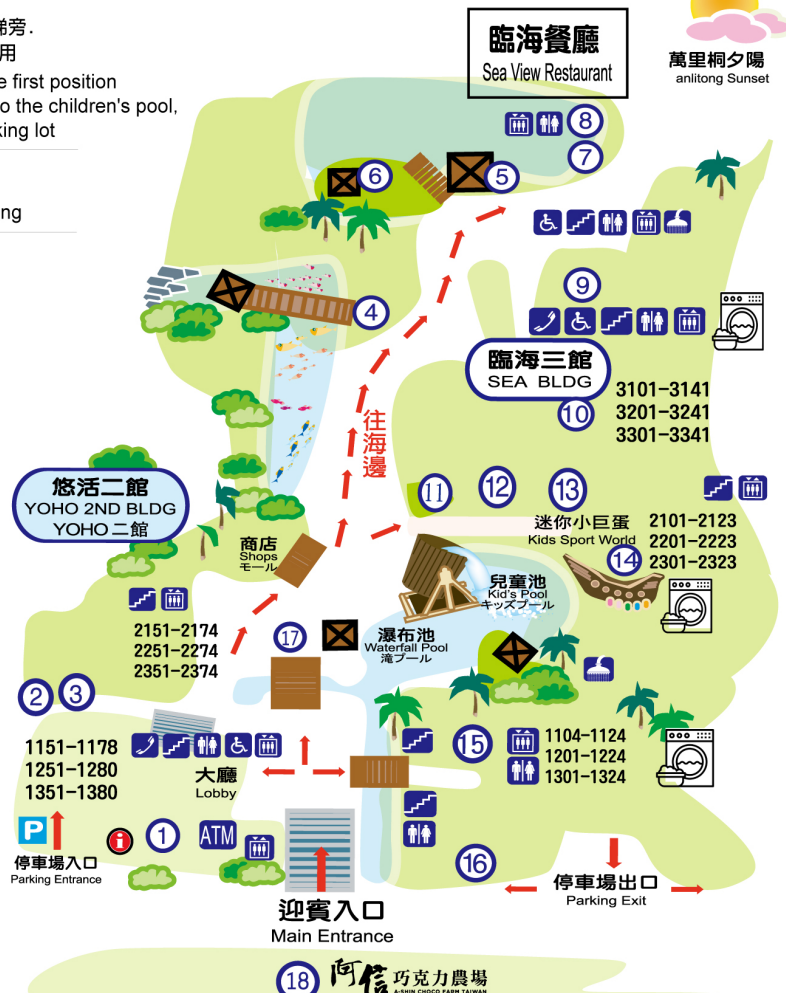 梯旁.
用
e first position
o the children's pool,
king lot
ng
臨海餐廳
Sea View Restaurant
萬里桐夕陽
anlitong Sunset
8
7
6
5
4
9
臨海三館
SEA BLDG
10
3101-3141
3201-3241
3301-3341
往海邊
11
12
13
悠活二館
YOHO 2ND BLDG
YOHO 二館
商店
Shops
モール
迷你小巨蛋
Kids Sport World
14
2101-2123
2201-2223
2301-2323
兒童池
Kid's Pool
キッズプール
2151-2174
2251-2274
2351-2374
17
瀑布池
Waterfall Pool
滝プール
2
3
1151-1178
1251-1280
1351-1380
大廳
Lobby
15
1104-1124
1201-1224
1301-1324
P
停車場入口
Parking Entrance
i
1
ATM
16
停車場出口
Parking Exit
迎賓入口
Main Entrance
18
阿信 巧克力農場
A-SHIN CHOCO FARM TAIWAN